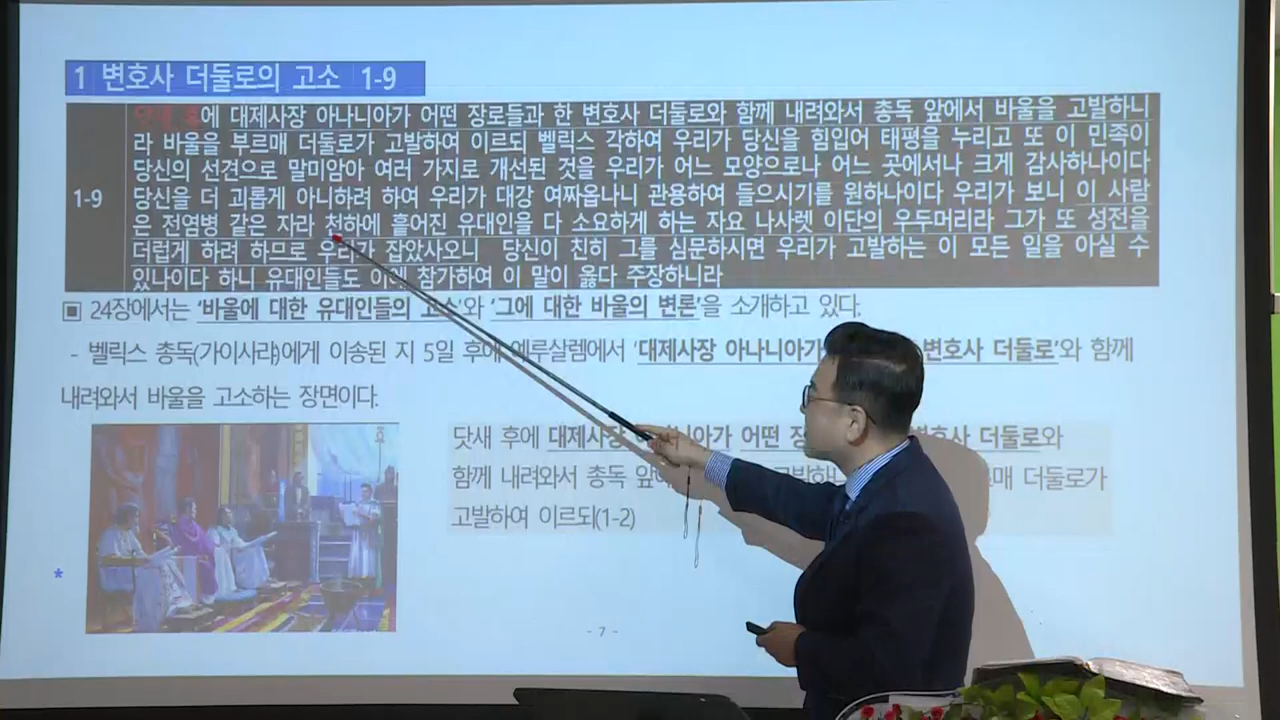 1 변호사 더둘로의 고소 1-9
에 대제사장 아나니아가 어떤 장로들과 한 변호사 더둘로와 함께 내려와서 총독 앞에서 바울을 고발하니
라 바울을 부르매 더둘로가 고발하여 이르되 벨릭스 각하여 우리가 당신을 힘입어 태평을 누리고 또 이 민족이
당신의 선견으로 말미암아 여러 가지로 개선된 것을 우리가 어느 모양으로나 어느 곳에서나 크게 감사하나이다
1-9
당신을 더 괴롭게 아니하려 하여 우리가 대강 여짜옵나니 관용하여 들으시기를 원하나이다 우리가 보니 이 사람
은 전염병 같은 자라 천하에 흩어진 유대인을 다 소요하게 하는 자요 나사렛 이단의 우두머리라 그가 또 성전을
더럽게 하려 하므로 우리가 잡았사오니 당신이 친히 그를 심문하시면 우리가 고발하는 이 모든 일을 아실 수
있나이다 하니 유대인들도 이에 참가하여 이 말이 옳다 주장하니라
▣ 24장에서는 ‘바울에 대한 유대인들의 고소‘와 ‘그에 대한 바울의 변론’을 소개하고 있다.
- 벨릭스 총독(가이사랴)에게 이송된 지 5일 후에 예루살렘에서 ‘대제사장 아나니아가 변호사 더둘로’와 함께
내려와서 바울을 고소하는 장면이다.
닷새 후에 대제사장 아나니아가 어떤 더둘로와
함께 내려와서 총독 더둘로가
고발하여 이르되(1-2)
*
- 7 -